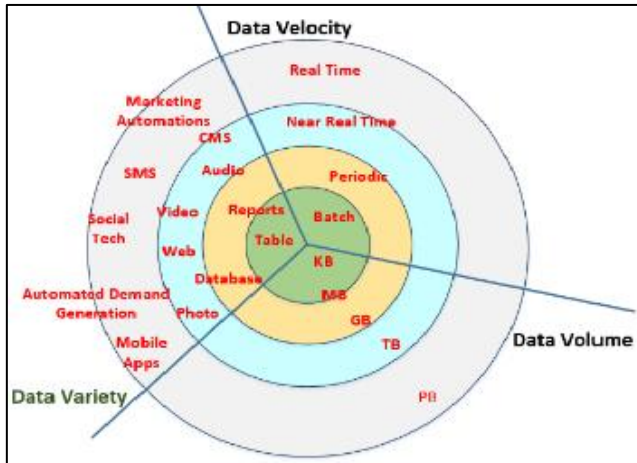 Data Velocity
Real Time
Marketing
Automations
CMS
Near Real Time
Audio
Periodic
SMS
Video
Reports
Batch
Social
Tech
Web
Table
KB
Database
Automated Demand
Generation
Photo
MB
GB
Mobile
Apps
TB
Data Volume
Data Variety
PB